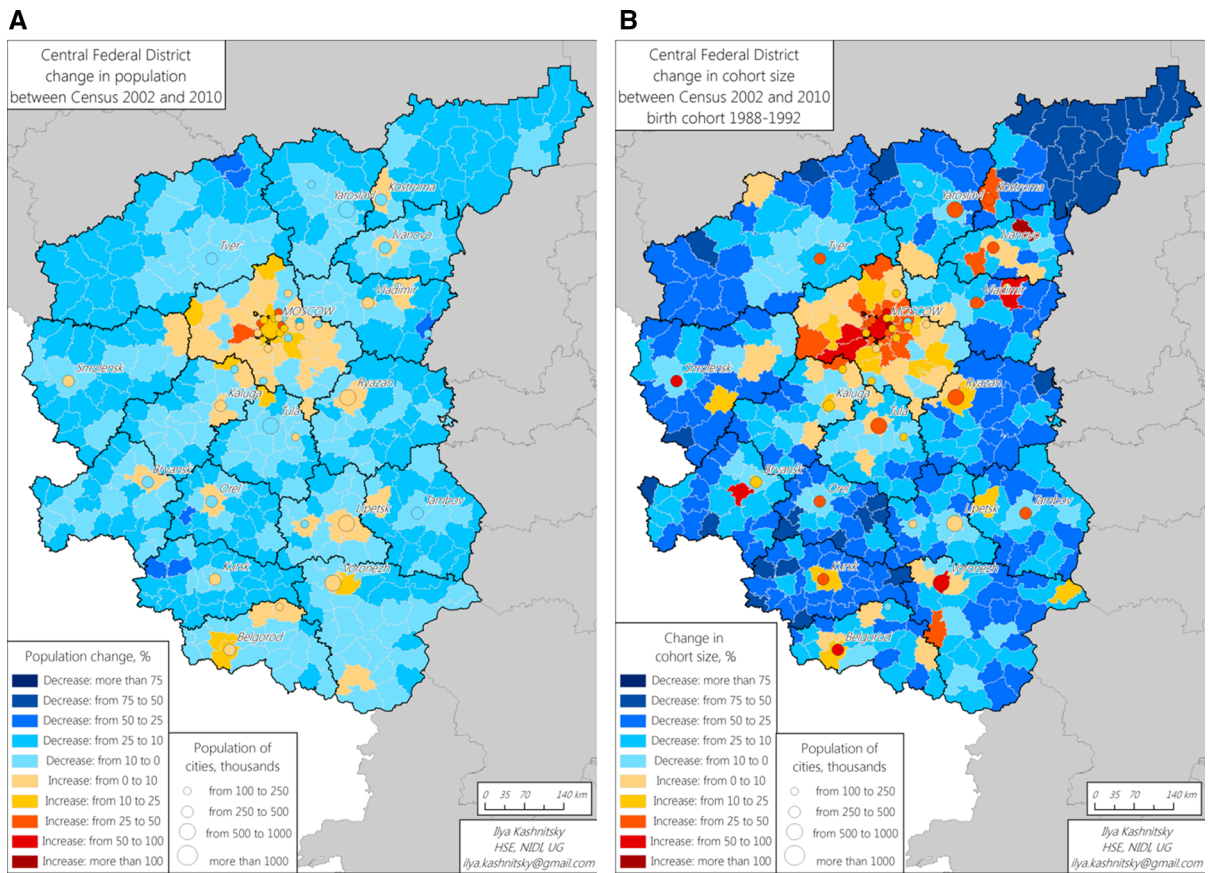 A
Central Federal District
change in population
between Census 2002 and 2010
Kostroma
Yaroslavl
Ivanovo
Tver
Vladimir
MOSCOW
Smolensk
Ryazan
Kaluga
Tula
Bryansk
Orel
Lipetsk
Tambov
Kursk
Voronezh
Belgorod
Population change, %
Decrease: more than 75
Decrease: from 75 to 50
Decrease: from 50 to 25
Decrease: from 25 to 10
Decrease: from 10 to 0
Increase: from 0 to 10
Increase: from 10 to 25
Increase: from 25 to 50
Increase: from 50 to 100
Increase: more than 100
Population of
cities, thousands
from 100 to 250
from 250 to 500
from 500 to 1000
more than 1000
0 35 70 140 km
Ilya Kashnitsky
HSE, NIDI, UG
ilya.kashnitsky@gmail.com
B
Central Federal District
change in cohort size
between Census 2002 and 2010
birth cohort 1988-1992
Kostroma
Yaroslavl
Ivanovo
Tver
Vladimir
MOSCOW
Smolensk
Ryazan
Kaluga
Tula
Bryansk
Orel
Lipetsk
Tambov
Kursk
Voronezh
Belgorod
Change in
cohort size, %
Decrease: more than 75
Decrease: from 75 to 50
Decrease: from 50 to 25
Decrease: from 25 to 10
Decrease: from 10 to 0
Increase: from 0 to 10
Increase: from 10 to 25
Increase: from 25 to 50
Increase: from 50 to 100
Increase: more than 100
Population of
cities, thousands
from 100 to 250
from 250 to 500
from 500 to 1000
more than 1000
0 35 70 140 km
Ilya Kashnitsky
HSE, NIDI, UG
ilya.kashnitsky@gmail.com